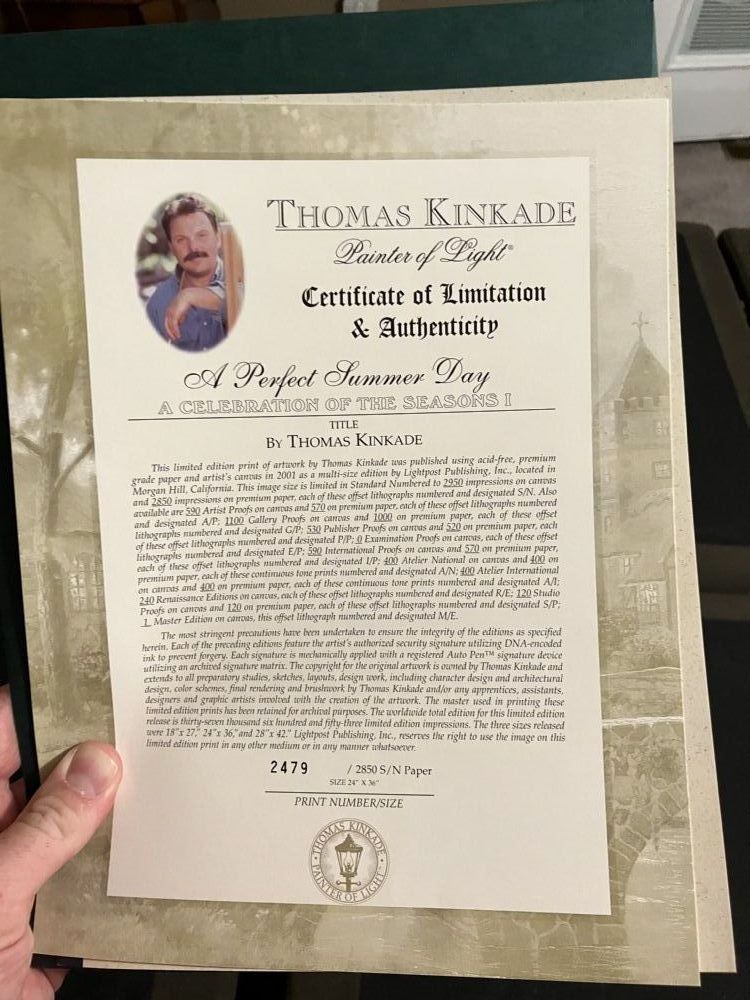 THOMAS KINKADE
Painter of Light®
Certificate of Limitation
& Authenticity
A Perfect Summer Day
A CELEBRATION OF THE SEASONS I
TITLE
BY THOMAS KINKADE
This limited edition print of artwork by Thomas Kinkade was published using acid-free, premium
grade paper and artist's canvas in 2001 as a multi-size edition by Lightpost Publishing, Inc., located in
Morgan Hill, California. This image size is limited in Standard Numbered to 2950 impressions on canvas
and 2850 impressions on premium paper, each of these offset lithographs numbered and designated S/N. Also
available are 590 Artist Proofs on canvas and 570 on premium paper, each of these offset lithographs numbered
and designated A/P; 1100 Gallery Proofs on canvas and 1000 on premium paper, each of these offset
lithographs numbered and designated G/P; 530 Publisher Proofs on canvas and 520 on premium paper, each
of these offset lithographs numbered and designated P/P; 0 Examination Proofs on canvas, each of these offset
lithographs numbered and designated E/P; 590 International Proofs on canvas and 570 on premium paper,
each of these offset lithographs numbered and designated I/P; 400 Atelier National on canvas and 400 on
premium paper, each of these continuous tone prints numbered and designated A/N; 400 Atelier International
on canvas and 400 on premium paper, each of these continuous tone prints numbered and designated A/I;
240 Renaissance Editions on canvas, each of these offset lithographs numbered and designated R/E; 120 Studio
Proofs on canvas and 120 on premium paper, each of these offset lithographs numbered and designated S/P;
1 Master Edition on canvas, this offset lithograph numbered and designated M/E.
The most stringent precautions have been undertaken to ensure the integrity of the editions as specified
herein. Each of the preceding editions feature the artist's authorized security signature utilizing DNA-encoded
ink to prevent forgery. Each signature is mechanically applied with a registered Auto Pen™ signature device
utilizing an archived signature matrix. The copyright for the original artwork is owned by Thomas Kinkade and
extends to all preparatory studies, sketches, layouts, design work, including character design and architectural
design, color schemes, final rendering and brushwork by Thomas Kinkade and/or any apprentices, assistants,
designers and graphic artists involved with the creation of the artwork. The master used in printing these
limited edition prints has been retained for archival purposes. The worldwide total edition for this limited edition
release is thirty-seven thousand six hundred and fifty-three limited edition impressions. The three sizes released
were 18"x 27," 24"x 36," and 28"x 42." Lightpost Publishing, Inc., reserves the right to use the image on this
limited edition print in any other medium or in any manner whatsoever.
2479 / 2850 S/N Paper
SIZE 24" X 36"
PRINT NUMBER/SIZE
THOMAS KINKADE
PAINTER OF LIGHT